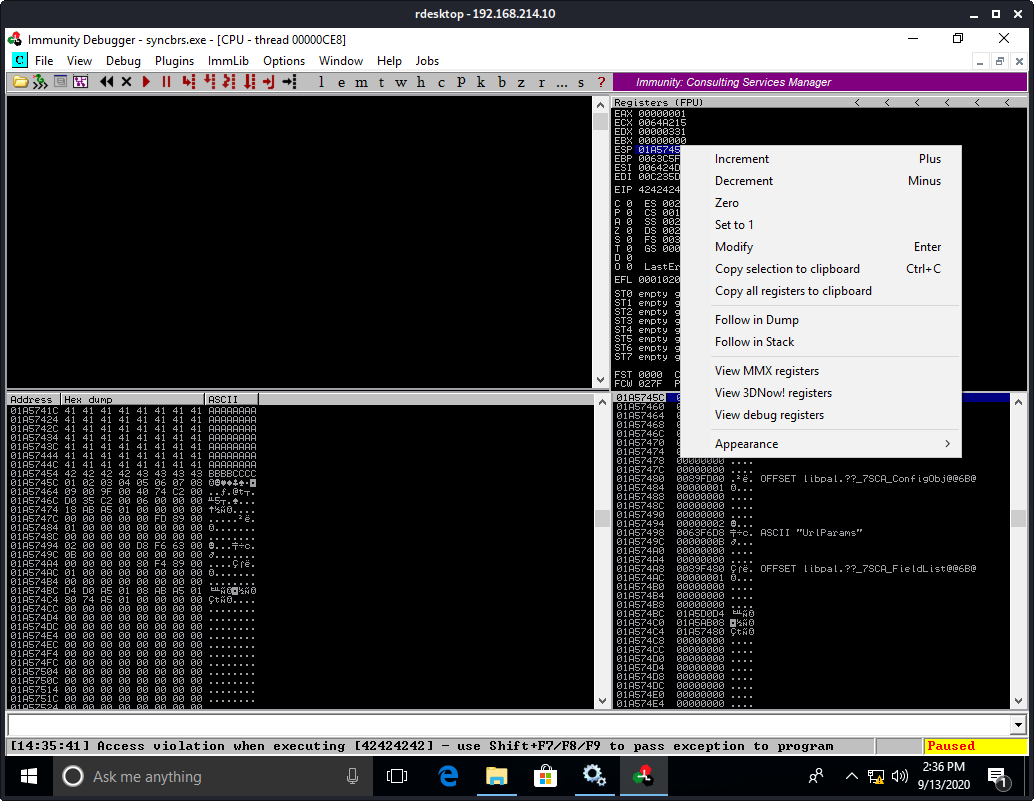 rdesktop - 192.168.214.10
Immunity Debugger - syncbrs.exe - [CPU - thread 00000CE8]
C File View Debug Plugins ImmLib Options Window Help Jobs
l e m t w h c P k b z r ... s ? Immunity: Consulting Services Manager
Registers (FPU) < < < < < <
EAX 00000001
ECX 0064A215
EDX 00000331
EBX 00000000
ESP 01A5745
EBP 0063C5F
ESI 006424D
EDI 00C235D
EIP 4242424
C 0 ES 002
P 0 CS 001
A 0 SS 002
Z 0 DS 002
S 0 FS 003
T 0 GS 000
D 0
O 0 LastEr
EFL 0001020
ST0 empty g
ST1 empty g
ST2 empty g
ST3 empty g
ST4 empty g
ST5 empty g
ST6 empty g
ST7 empty g
FST 0000 C
FCW 027F P
Increment Plus
Decrement Minus
Zero
Set to 1
Modify Enter
Copy selection to clipboard Ctrl+C
Copy all registers to clipboard
Follow in Dump
Follow in Stack
View MMX registers
View 3DNow! registers
View debug registers
Appearance >
Address Hex dump ASCII
01A5741C 41 41 41 41 41 41 41 41 AAAAAAAA
01A57424 41 41 41 41 41 41 41 41 AAAAAAAA
01A5742C 41 41 41 41 41 41 41 41 AAAAAAAA
01A57434 41 41 41 41 41 41 41 41 AAAAAAAA
01A5743C 41 41 41 41 41 41 41 41 AAAAAAAA
01A57444 41 41 41 41 41 41 41 41 AAAAAAAA
01A5744C 41 41 41 41 41 41 41 41 AAAAAAAA
01A57454 42 42 42 42 43 43 43 43 BBBBCCCC
01A5745C 01 02 03 04 05 06 07 08
01A57464 09 00 9F 00 40 74 C2 00
01A5746C D0 35 C2 00 06 00 00 00
01A57474 18 AB A5 01 00 00 00 00
01A5747C 00 00 00 00 FD 89 00
01A57484 01 00 00 00 00 00 00 00
01A5748C 00 00 00 00 00 00 00 00 ........
01A57494 02 00 00 00 D8 F6 63 00
01A5749C 0B 00 00 00 00 00 00 00
01A574A4 00 00 00 00 80 F4 89 00
01A574AC 01 00 00 00 00 00 00 00
01A574B4 00 00 00 00 00 00 00 00 ........
01A574BC D4 D0 A5 01 08 AB A5 01
01A574C4 80 74 A5 01 00 00 00 00
01A574CC 00 00 00 00 00 00 00 00 ........
01A574D4 00 00 00 00 00 00 00 00 ........
01A574DC 00 00 00 00 00 00 00 00 ........
01A574E4 00 00 00 00 00 00 00 00 ........
01A574EC 00 00 00 00 00 00 00 00 ........
01A574F4 00 00 00 00 00 00 00 00 ........
01A574FC 00 00 00 00 00 00 00 00 ........
01A57504 00 00 00 00 00 00 00 00 ........
01A5750C 00 00 00 00 00 00 00 00 ........
01A57514 00 00 00 00 00 00 00 00 ........
01A5751C 00 00 00 00 00 00 00 00 ........
01A57524 00 00 00 00 00 00 00 00 ........
01A5745C
01A57460
01A57464
01A57468
01A5746C
01A57470
01A57474
01A57478 00000000 ....
01A5747C 00000000 ....
01A57480 0089FD00 OFFSET libpal.??_7SCA_ConfigObj@@6B@
01A57484 00000001
01A57488 00000000 ....
01A5748C 00000000 ....
01A57490 00000000 ....
01A57494 00000002
01A57498 0063F6D8 ASCII "UrlParams"
01A5749C 0000000B
01A574A0 00000000 ....
01A574A4 00000000 ....
01A574A8 0089F480 OFFSET libpal.??_7SCA_FieldList@@6B@
01A574AC 00000001
01A574B0 00000000 ....
01A574B4 00000000 ....
01A574B8 00000000 ....
01A574BC 01A5D0D4
01A574C0 01A5AB08
01A574C4 01A57480
01A574C8 00000000 ....
01A574CC 00000000 ....
01A574D0 00000000 ....
01A574D4 00000000 ....
01A574D8 00000000 ....
01A574DC 00000000 ....
01A574E0 00000000 ....
01A574E4 00000000 ....
[14:35:41] Access violation when executing [42424242] - use Shift+F7/F8/F9 to pass exception to program
Paused
Ask me anything
2:36 PM
9/13/2020
1